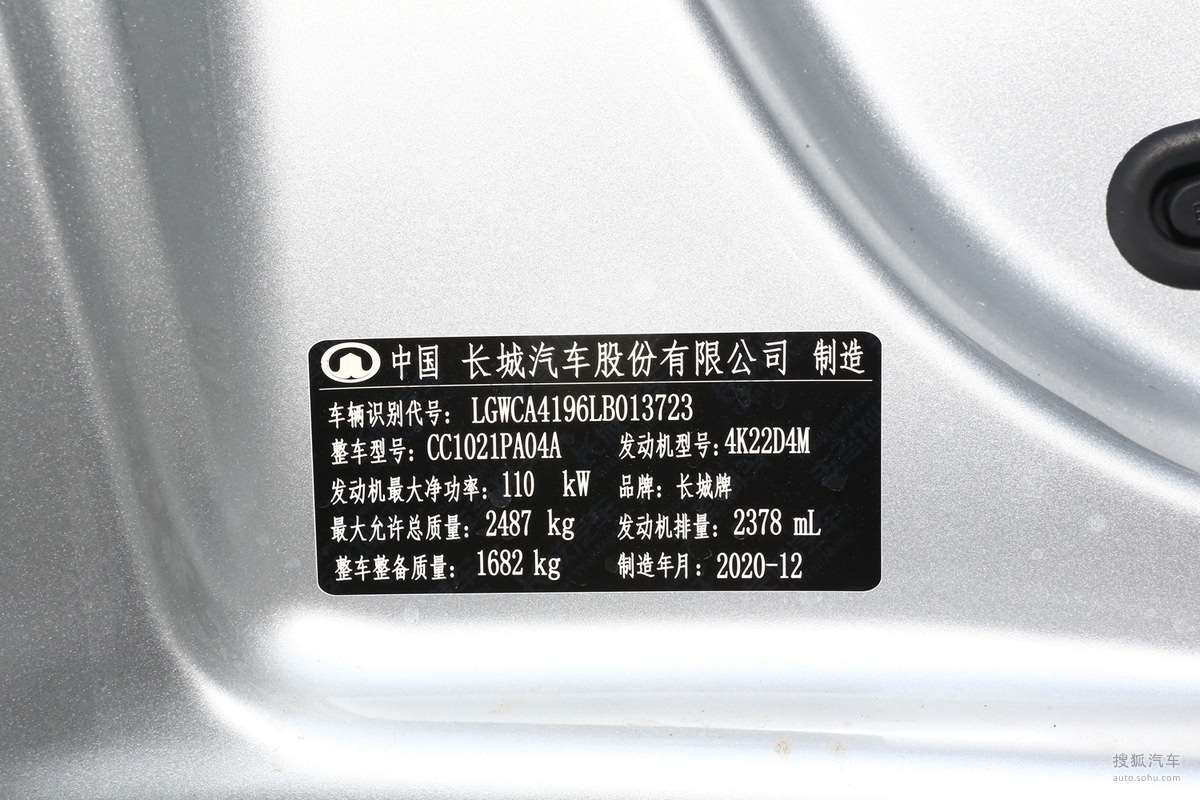 中国 长城汽车股份有限公司 制造
车辆识别代号：LGWCA4196LB013723
整车型号：CC1021PA04A 发动机型号：4K22D4M
发动机最大净功率：110 kW 品牌：长城牌
最大允许总质量：2487 kg 发动机排量：2378 mL
整车整备质量：1682 kg 制造年月：2020-12
搜狐汽车
auto.sohu.com